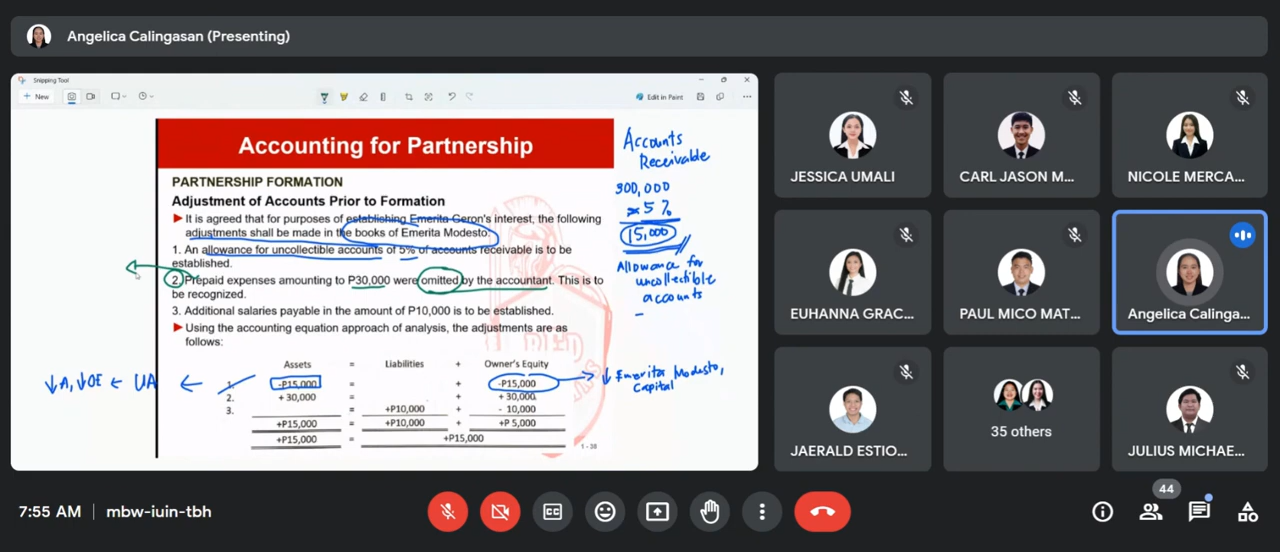 Angelica Calingasan (Presenting)
Snipping Tool
+ New
Edit in Paint
Accounting for Partnership
PARTNERSHIP FORMATION
Adjustment of Accounts Prior to Formation
► It is agreed that for purposes of establishing Emerita Geron's interest, the following
adjustments shall be made in the books of Emerita Modesto:
1. An allowance for uncollectible accounts of 5% of accounts receivable is to be
established.
2. Prepaid expenses amounting to P30,000 were omitted by the accountant. This is to
be recognized.
3. Additional salaries payable in the amount of P10,000 is to be established.
► Using the accounting equation approach of analysis, the adjustments are as
follows:
Assets = Liabilities + Owner's Equity
1. -P15,000 = + -P15,000
2. + 30,000 = + + 30,000
3. = +P10,000 + - 10,000
+P15,000 = +P10,000 + +P 5,000
+P15,000 = +P15,000
1 - 38
Accounts
Receivable
300,000
x 5%
15,000
Allowance for
uncollectible
accounts
-
↓A, ↓OE ← UA ←
↓ Emerita Modesto,
Capital
JESSICA UMALI
CARL JASON M...
NICOLE MERCA...
EUHANNA GRAC...
PAUL MICO MAT...
Angelica Calinga...
JAERALD ESTIO...
35 others
JULIUS MICHAE...
7:55 AM | mbw-iuin-tbh
CC
44